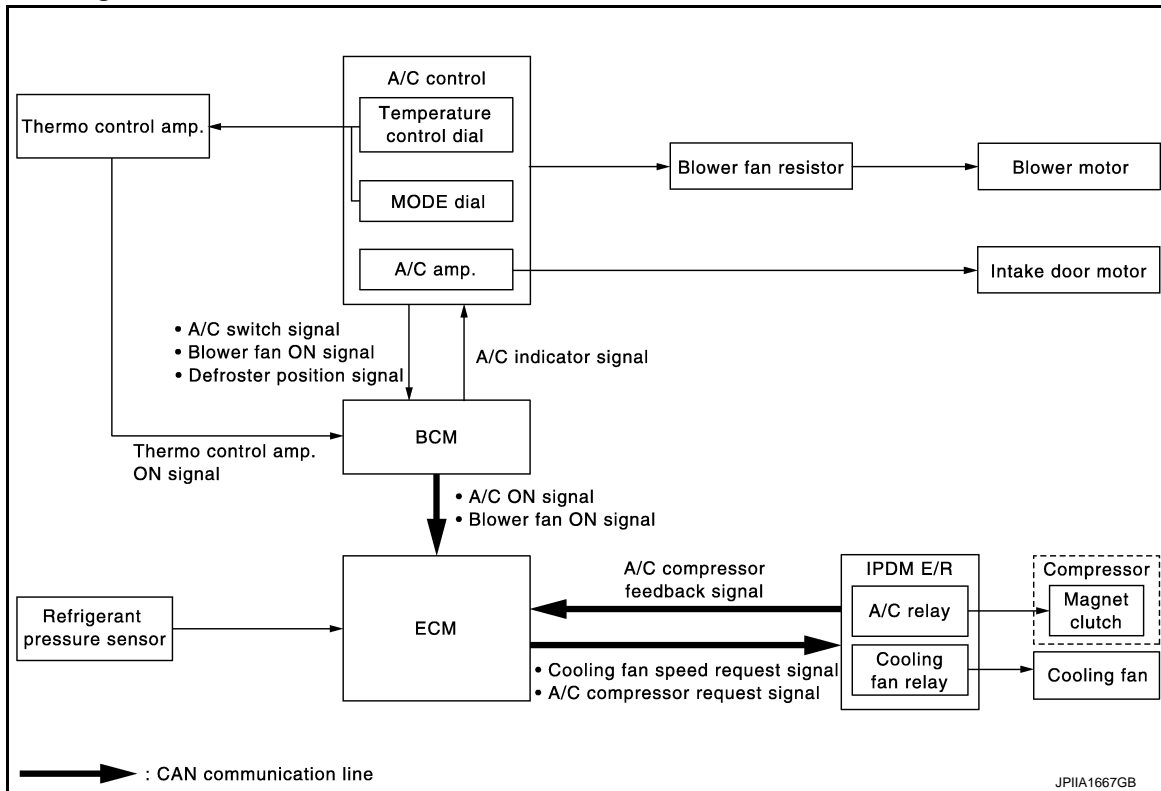 A/C control
Temperature
control dial
Thermo control amp.
Blower fan resistor
Blower motor
MODE dial
A/C amp.
Intake door motor
• A/C switch signal
• Blower fan ON signal
• Defroster position signal
A/C indicator signal
BCM
Thermo control amp.
ON signal
• A/C ON signal
• Blower fan ON signal
A/C compressor
feedback signal
IPDM E/R
Compressor
Refrigerant
pressure sensor
ECM
A/C relay
Magnet
clutch
• Cooling fan speed request signal
• A/C compressor request signal
Cooling
fan relay
Cooling fan
: CAN communication line
JPIIA1667GB